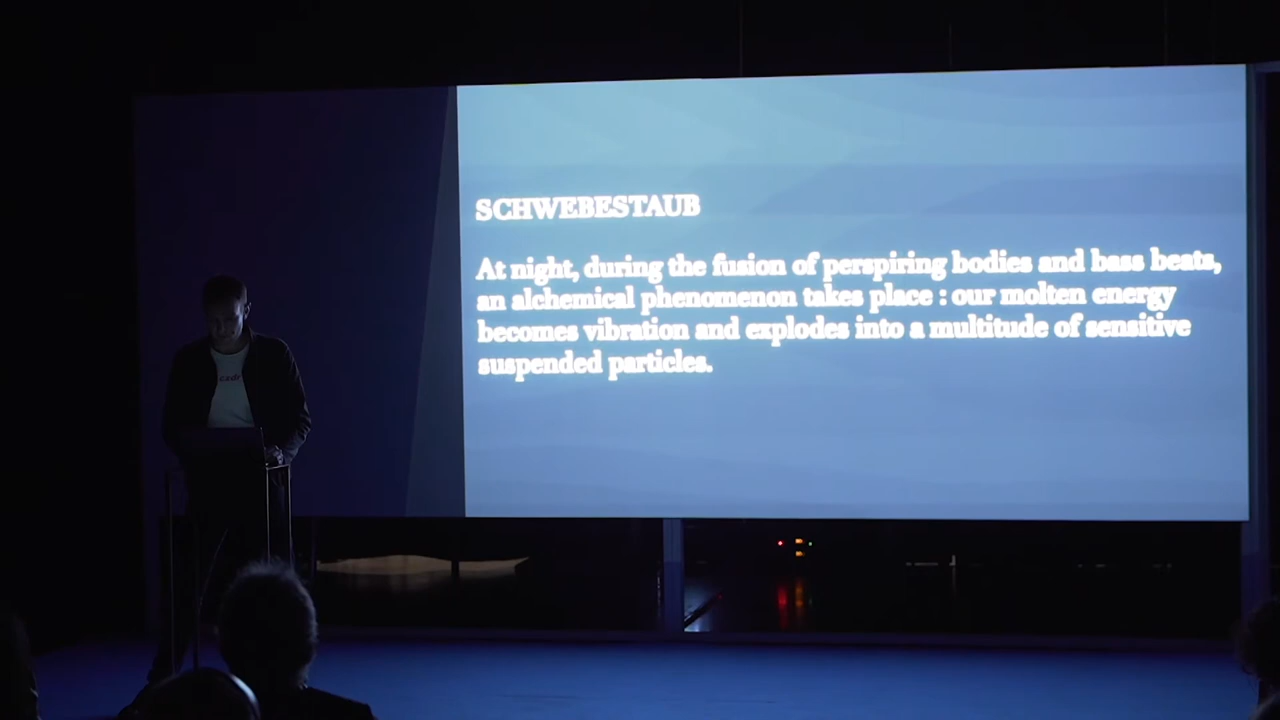 SCHWEBESTAUB
At night, during the fusion of perspiring bodies and bass beats,
an alchemical phenomenon takes place : our molten energy
becomes vibration and explodes into a multitude of sensitive
suspended particles.